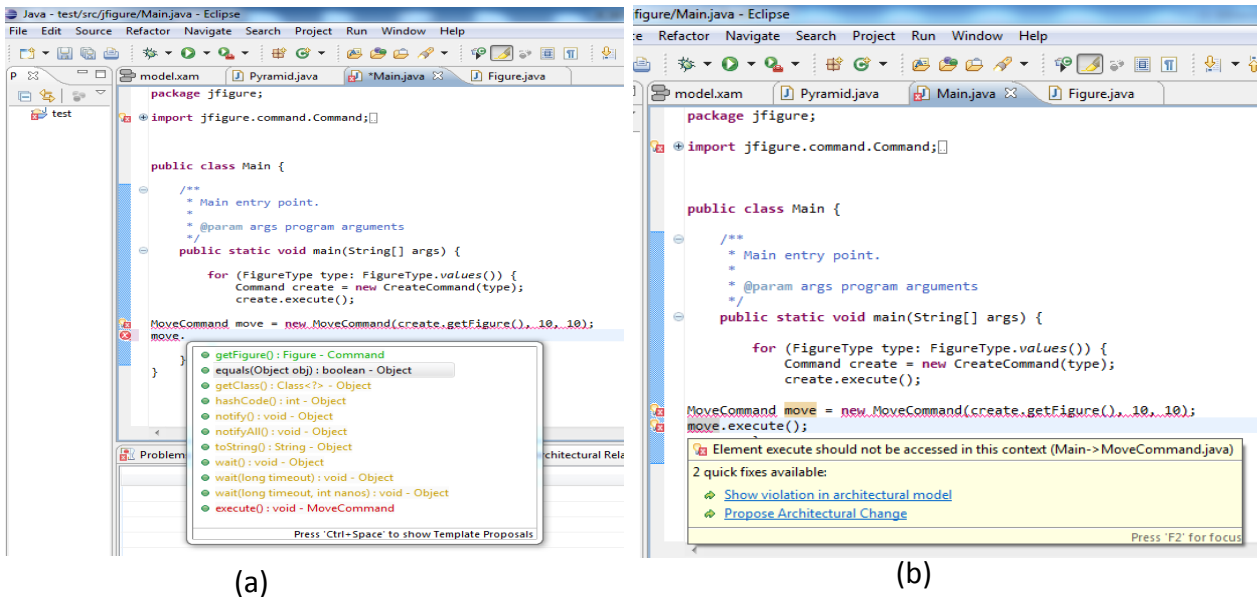 Java - test/src/jfigure/Main.java - Eclipse
File Edit Source Refactor Navigate Search Project Run Window Help
P
model.xam Pyramid.java *Main.java Figure.java
test
package jfigure;
import jfigure.command.Command;
public class Main {
/**
* Main entry point.
*
* @param args program arguments
*/
public static void main(String[] args) {
for (FigureType type: FigureType.values()) {
Command create = new CreateCommand(type);
create.execute();
MoveCommand move = new MoveCommand(create.getFigure(), 10, 10);
move.
}
}
getFigure() : Figure - Command
equals(Object obj) : boolean - Object
getClass() : Class<?> - Object
hashCode() : int - Object
notify() : void - Object
notifyAll() : void - Object
toString() : String - Object
wait() : void - Object
wait(long timeout) : void - Object
wait(long timeout, int nanos) : void - Object
execute() : void - MoveCommand
Press 'Ctrl+Space' to show Template Proposals
Problem
chitectural Rela
(a)
figure/Main.java - Eclipse
ce Refactor Navigate Search Project Run Window Help
model.xam Pyramid.java Main.java Figure.java
package jfigure;
import jfigure.command.Command;
public class Main {
/**
* Main entry point.
*
* @param args program arguments
*/
public static void main(String[] args) {
for (FigureType type: FigureType.values()) {
Command create = new CreateCommand(type);
create.execute();
MoveCommand move = new MoveCommand(create.getFigure(), 10, 10);
move.execute();
Element execute should not be accessed in this context (Main->MoveCommand.java)
2 quick fixes available:
Show violation in architectural model
Propose Architectural Change
Press 'F2' for focus
(b)